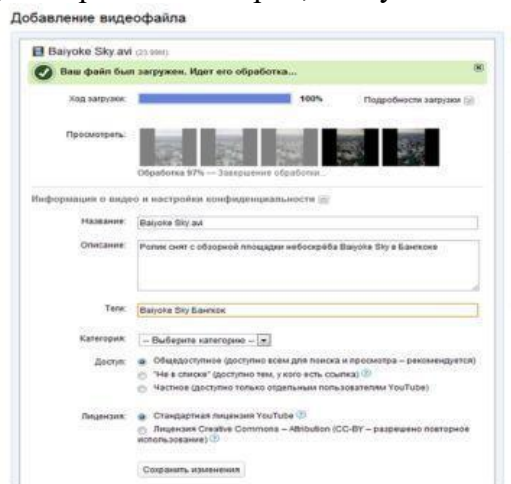 Добавление видеофайла
Baiyoke Sky.avi
Ваш файл был загружен. Идет его обработка...
Ход загрузки: 100% Подробности загрузки
Просмотреть:
Обработка 97% — Завершение обработки...
Информация о видео и настройки конфиденциальности
Название: Baiyoke Sky.avi
Описание: Ролик снят с обзорной площадки небоскрёба Baiyoke Sky в Бангкоке
Теги: Baiyoke Sky Бангкок
Категория: -- Выберите категорию --
Доступ: Общедоступное (доступно всем для поиска и просмотра – рекомендуется)
"Не в списке" (доступно тем, у кого есть ссылка)
Частное (доступно только отдельным пользователям YouTube)
Лицензия: Стандартная лицензия YouTube
Лицензия Creative Commons – Attribution (CC-BY – разрешено повторное
использование)
Сохранить изменения